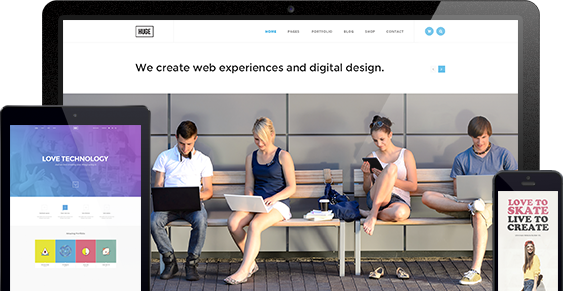 HUGE
HOME PAGES PORTFOLIO BLOG SHOP CONTACT
We create web experiences and digital design.
LOVE TECHNOLOGY
LOVE TO
SKATE
LIVE TO
CREATE